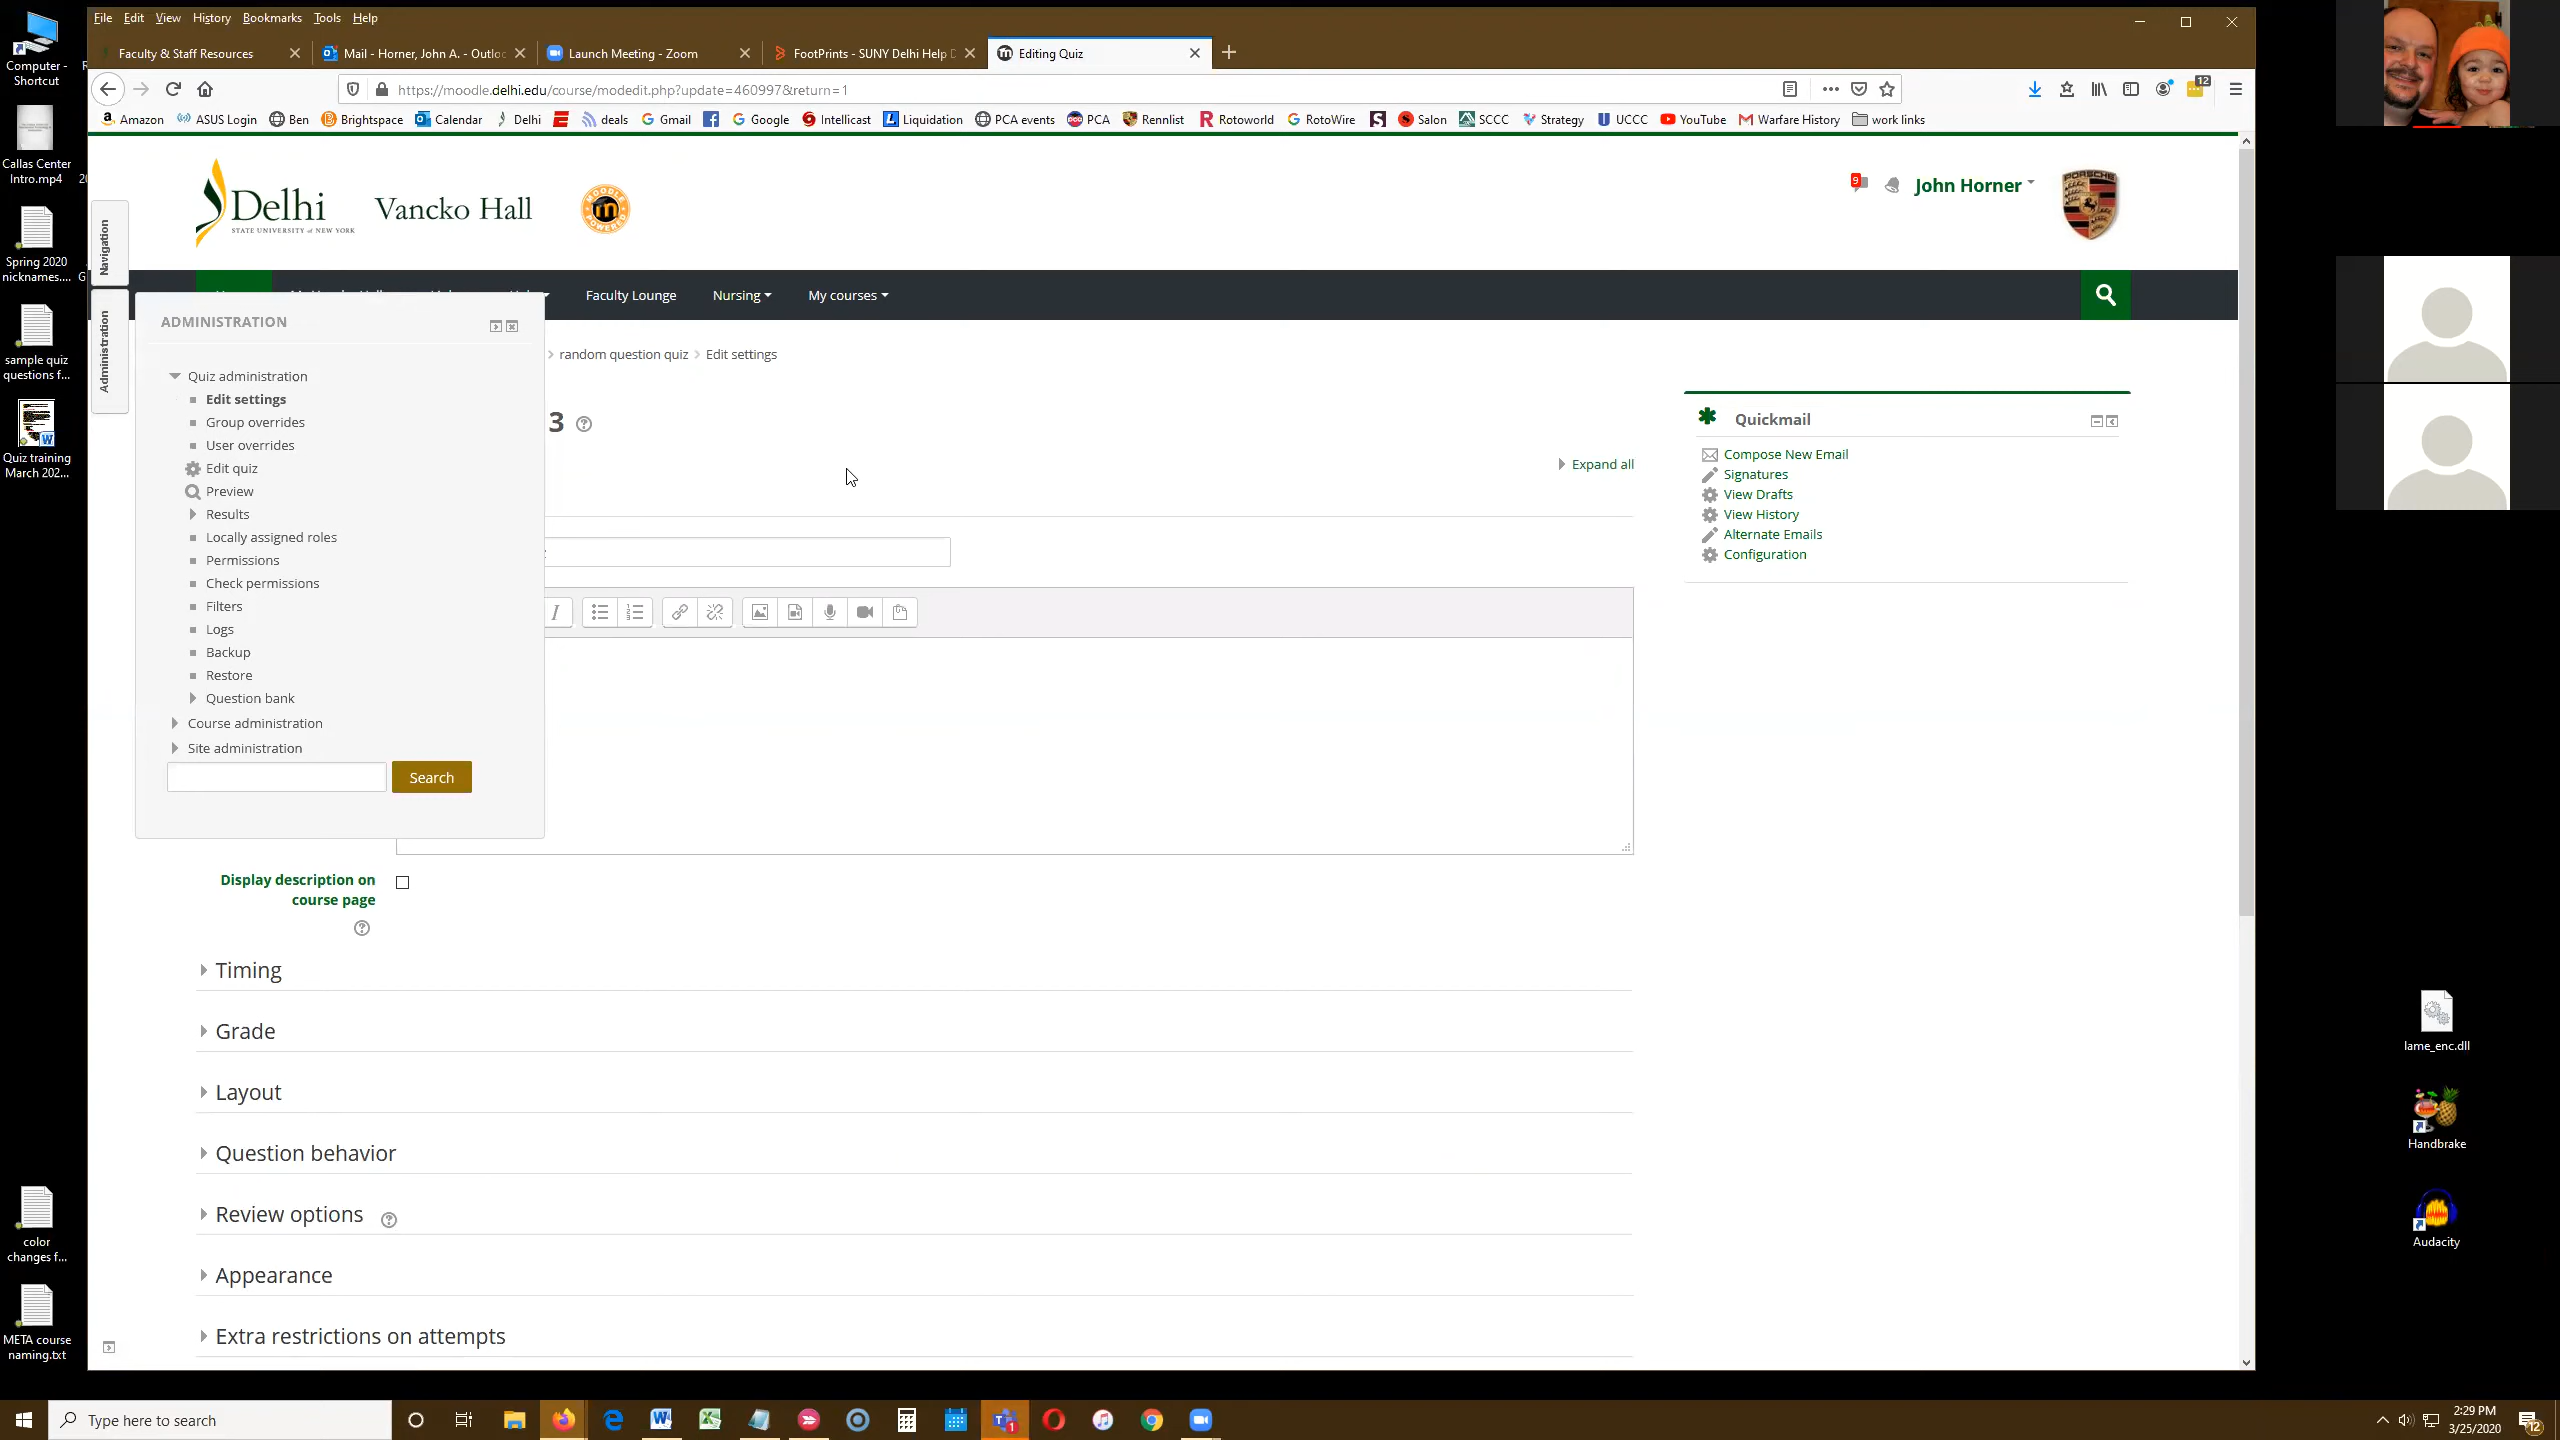 File Edit View History Bookmarks Tools Help
Faculty & Staff Resources
Mail - Horner, John A. - Outloo
Launch Meeting - Zoom
FootPrints - SUNY Delhi Help D
Editing Quiz
https://moodle.delhi.edu/course/modedit.php?update=460997&return=1
12
Amazon ASUS Login Ben Brightspace Calendar Delhi deals Gmail Google Intellicast Liquidation PCA events PCA Rennlist Rotoworld RotoWire Salon SCCC Strategy UCCC YouTube Warfare History work links
Computer - Shortcut
Callas Center Intro.mp4
Spring 2020 nicknames....
sample quiz questions f...
Quiz training March 202...
color changes f...
META course naming.txt
Delhi
STATE UNIVERSITY of NEW YORK
Vancko Hall
MOODLE
POWERED
9
John Horner
PORSCHE
Navigation
Administration
Faculty Lounge
Nursing
My courses
ADMINISTRATION
Quiz administration
Edit settings
Group overrides
User overrides
Edit quiz
Preview
Results
Locally assigned roles
Permissions
Check permissions
Filters
Logs
Backup
Restore
Question bank
Course administration
Site administration
Search
random question quiz
Edit settings
3
Expand all
Quickmail
Compose New Email
Signatures
View Drafts
View History
Alternate Emails
Configuration
Display description on
course page
Timing
Grade
Layout
Question behavior
Review options
Appearance
Extra restrictions on attempts
lame_enc.dll
Handbrake
Audacity
Type here to search
2:29 PM
3/25/2020
12